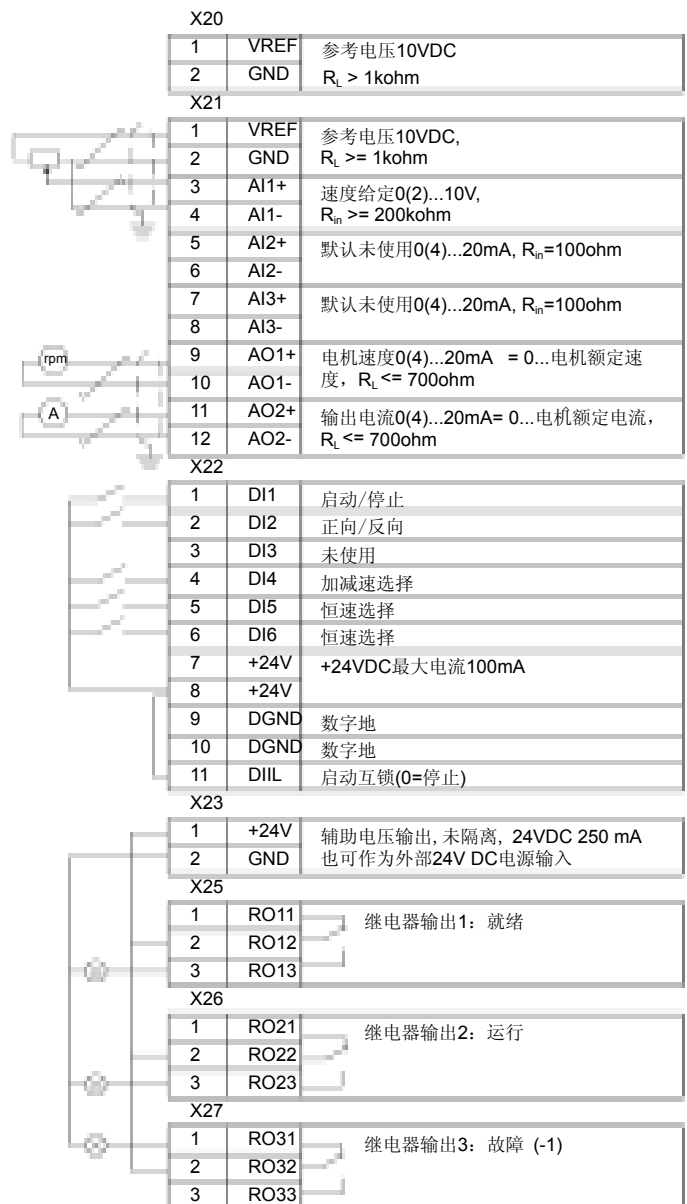 X20
1 VREF 参考电压10VDC
2 GND RL > 1kohm
X21
1 VREF 参考电压10VDC,
2 GND RL >= 1kohm
3 AI1+ 速度给定0(2)...10V,
4 AI1- Rin >= 200kohm
5 AI2+ 默认未使用0(4)...20mA, Rin=100ohm
6 AI2-
7 AI3+ 默认未使用0(4)...20mA, Rin=100ohm
8 AI3-
rpm 9 AO1+ 电机速度0(4)...20mA = 0...电机额定速
10 AO1- 度，RL <= 700ohm
A 11 AO2+ 输出电流0(4)...20mA= 0...电机额定电流，
12 AO2- RL <= 700ohm
X22
1 DI1 启动/停止
2 DI2 正向/反向
3 DI3 未使用
4 DI4 加减速选择
5 DI5 恒速选择
6 DI6 恒速选择
7 +24V +24VDC最大电流100mA
8 +24V
9 DGND 数字地
10 DGND 数字地
11 DIIL 启动互锁(0=停止)
X23
1 +24V 辅助电压输出, 未隔离, 24VDC 250 mA
2 GND 也可作为外部24V DC电源输入
X25
1 RO11 继电器输出1：就绪
2 RO12
3 RO13
X26
1 RO21 继电器输出2：运行
2 RO22
3 RO23
X27
1 RO31 继电器输出3：故障 (-1)
2 RO32
3 RO33